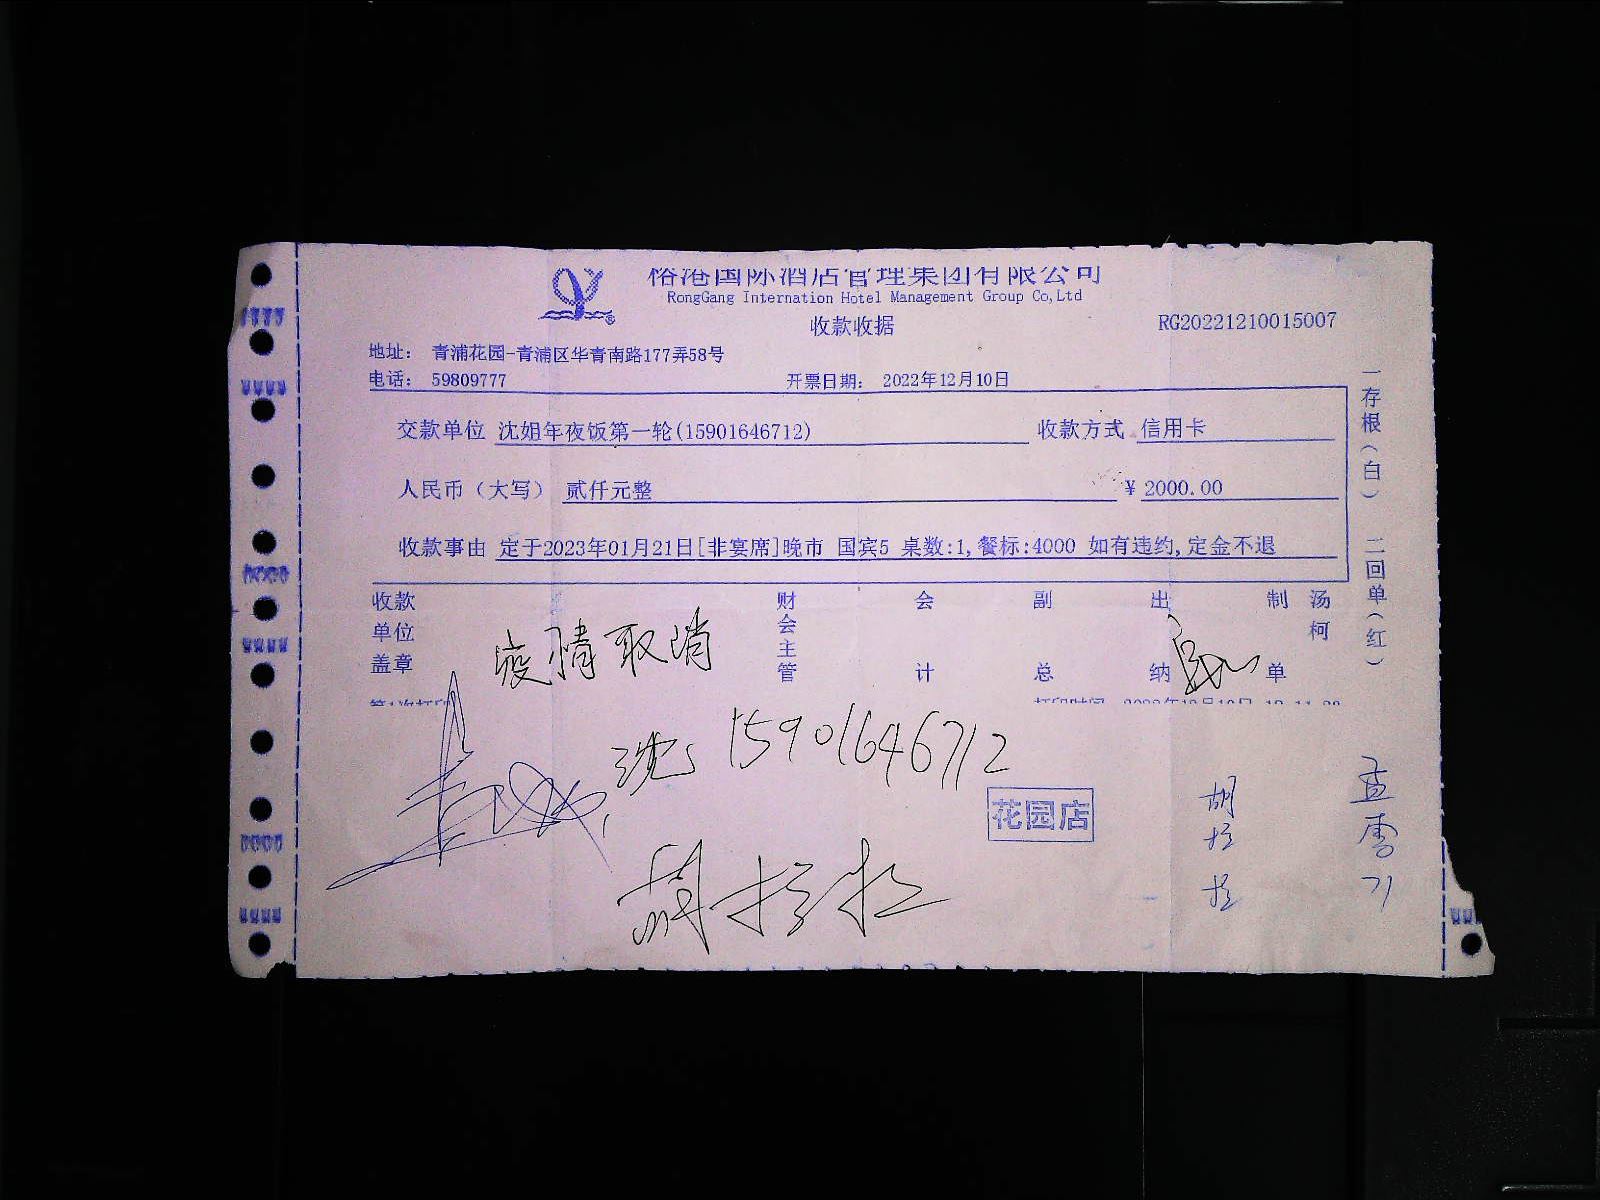 俗港国际酒店管理集团有限公司
RongGang Internation Hotel Management Group Co,Ltd
收款收据
RG20221210015007
地址： 青浦花园-青浦区华青南路177弄58号
电话： 59809777
开票日期： 2022年12月10日
交款单位 沈姐年夜饭第一轮(15901646712)
收款方式 信用卡
人民币（大写） 贰仟元整
¥ 2000.00
收款事由 定于2023年01月21日[非宴席]晚市 国宾5 桌数:1,餐标:4000 如有违约,定金不退
一存根（白） 二回单（红）
收款单位盖章
财会主管
会计
副总
出纳
制单
汤柯
疫情取消
沈 15901646712
花园店
胡拉拉
胡拉拉
孟雪